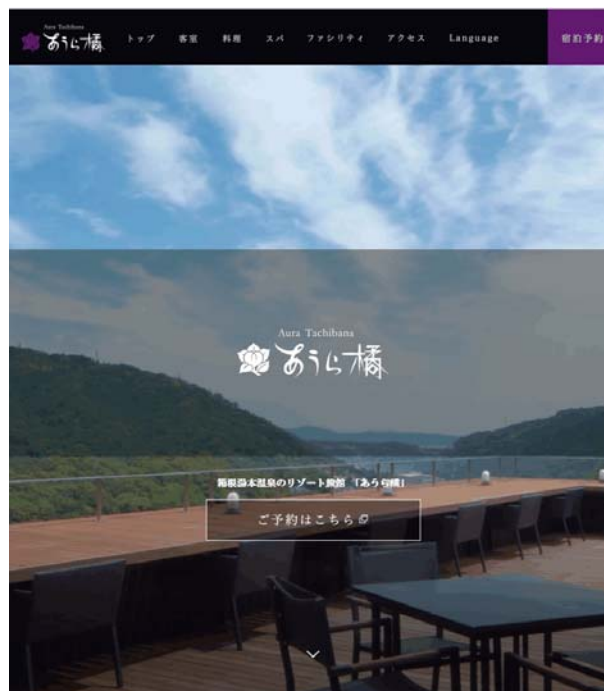 Aura Tachibana
あうら橘
トップ 客室 料理 スパ ファシリティ アクセス Language 宿泊予約
Aura Tachibana
あうら橘
箱根湯本温泉のリゾート旅館 「あうら橘」
ご予約はこちら